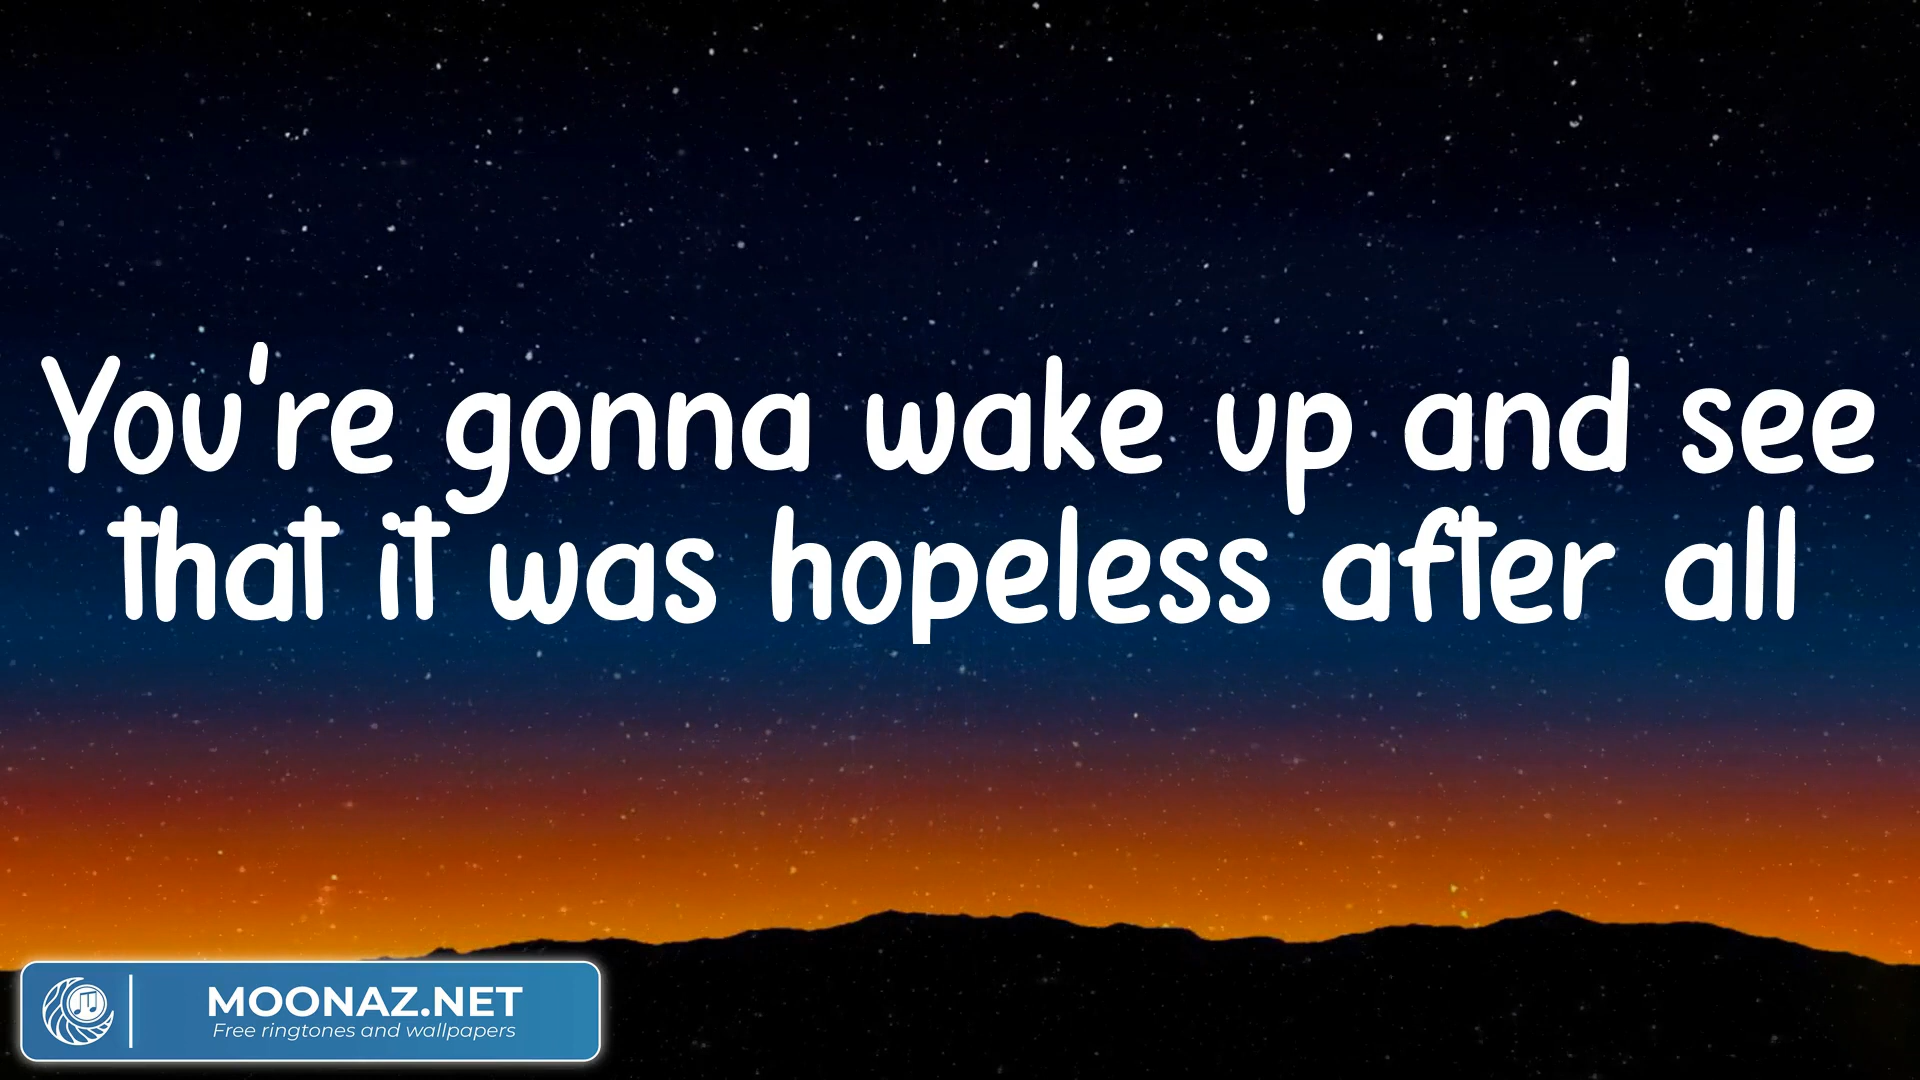 You're gonna wake up and see
that it was hopeless after all
MOONAZ.NET
Free ringtones and wallpapers